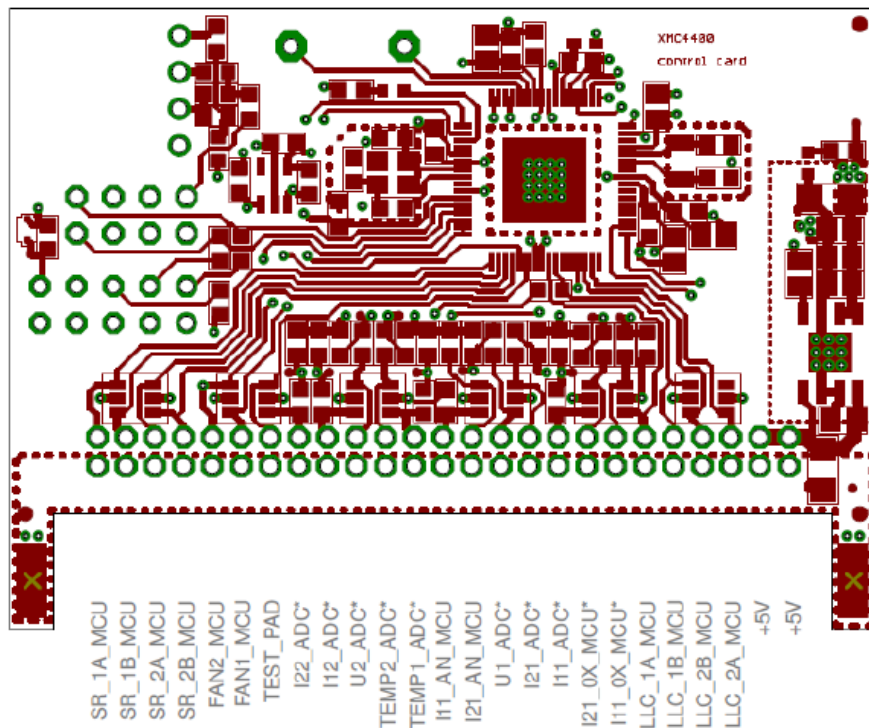 XMC4400
control card
SR_1A_MCU
SR_1B_MCU
SR_2A_MCU
SR_2B_MCU
FAN2_MCU
FAN1_MCU
TEST_PAD
I22_ADC*
I12_ADC*
U2_ADC*
TEMP2_ADC*
TEMP1_ADC*
I11_AN_MCU
I21_AN_MCU
U1_ADC*
I21_ADC*
I11_ADC*
I21_0X_MCU*
I11_0X_MCU*
LLC_1A_MCU
LLC_1B_MCU
LLC_2B_MCU
LLC_2A_MCU
+5V
+5V